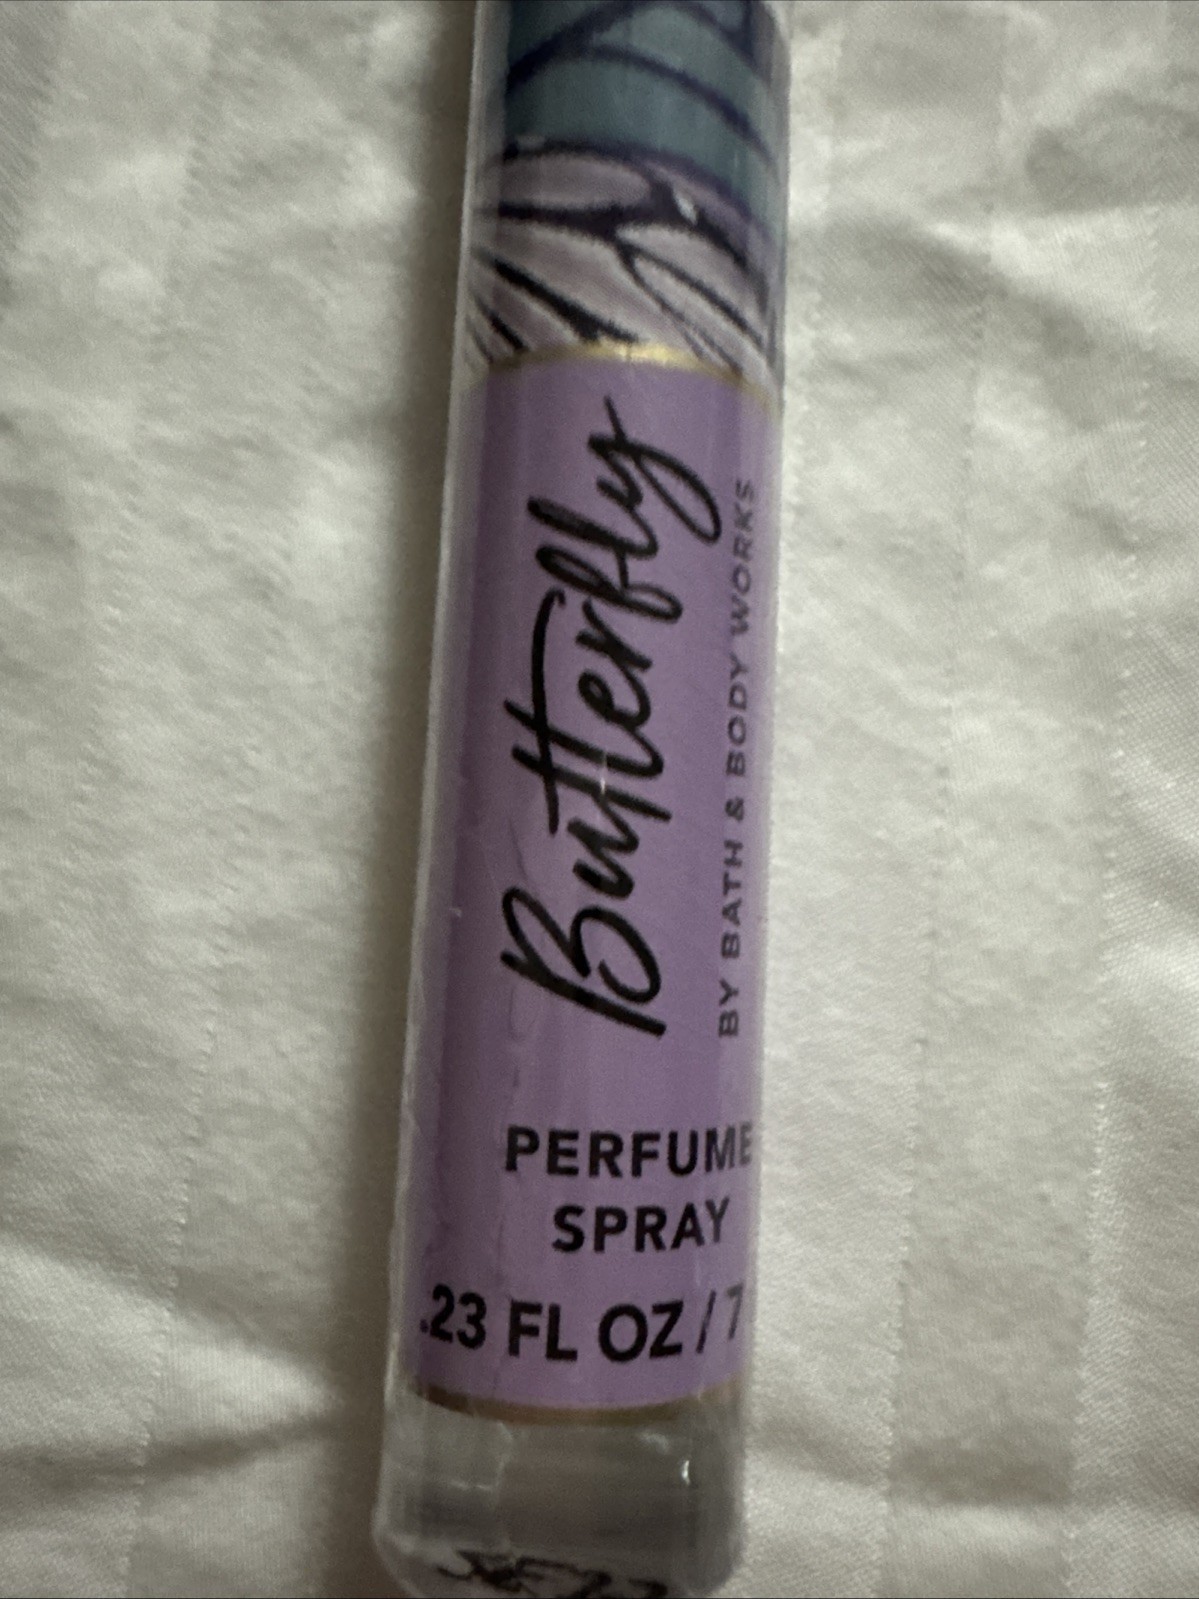 Butterfly
BY BATH & BODY WORKS
PERFUME
SPRAY
.23 FL OZ / 7